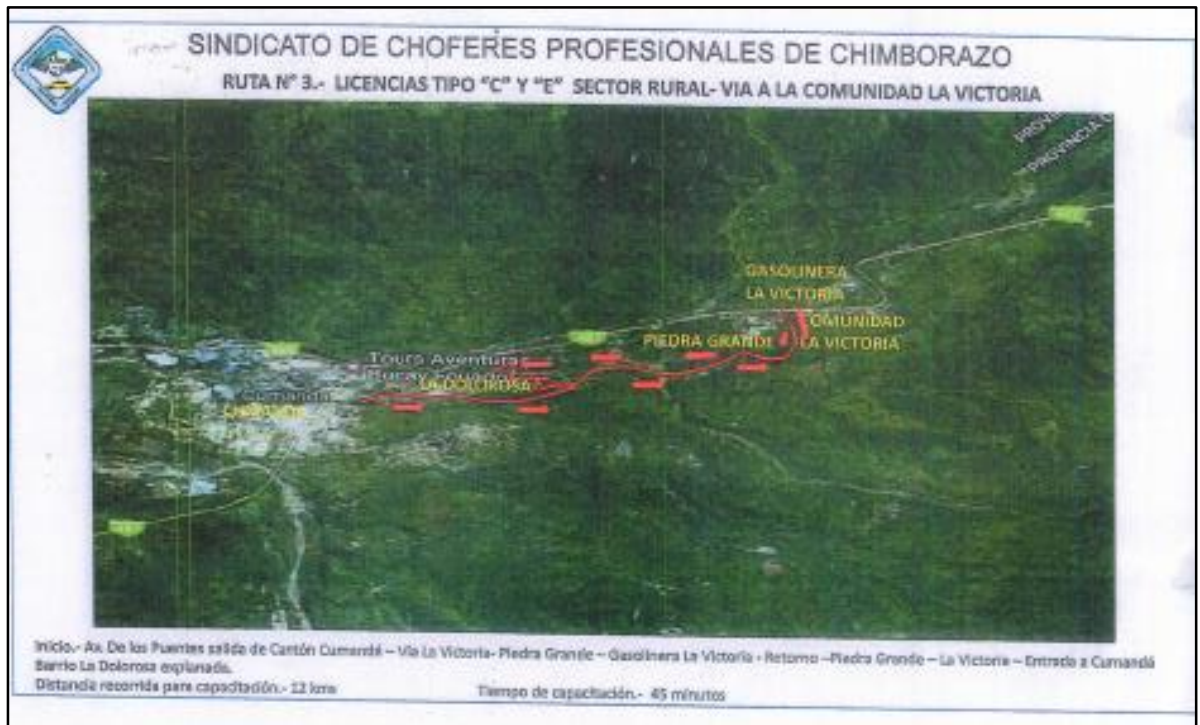 SINDICATO DE CHOFERES PROFESIONALES DE CHIMBORAZO
RUTA N° 3.- LICENCIAS TIPO "C" Y "E" SECTOR RURAL- VIA A LA COMUNIDAD LA VICTORIA
PROVINCIA
GASOLINERA
LA VICTORIA
COMUNIDAD
LA VICTORIA
PIEDRA GRANDE
Tours Aventura
LA DOLOROSA
Cumanda
Inicio.- Av. De los Puentes salida de Cantón Cumandá – Vía La Victoria- Piedra Grande – Gasolinera La Victoria - Retorno –Piedra Grande – La Victoria – Entrada a Cumandá
Barrio La Dolorosa explanada.
Distancia recorrida para capacitación.- 12 kms
Tiempo de capacitación.- 45 minutos